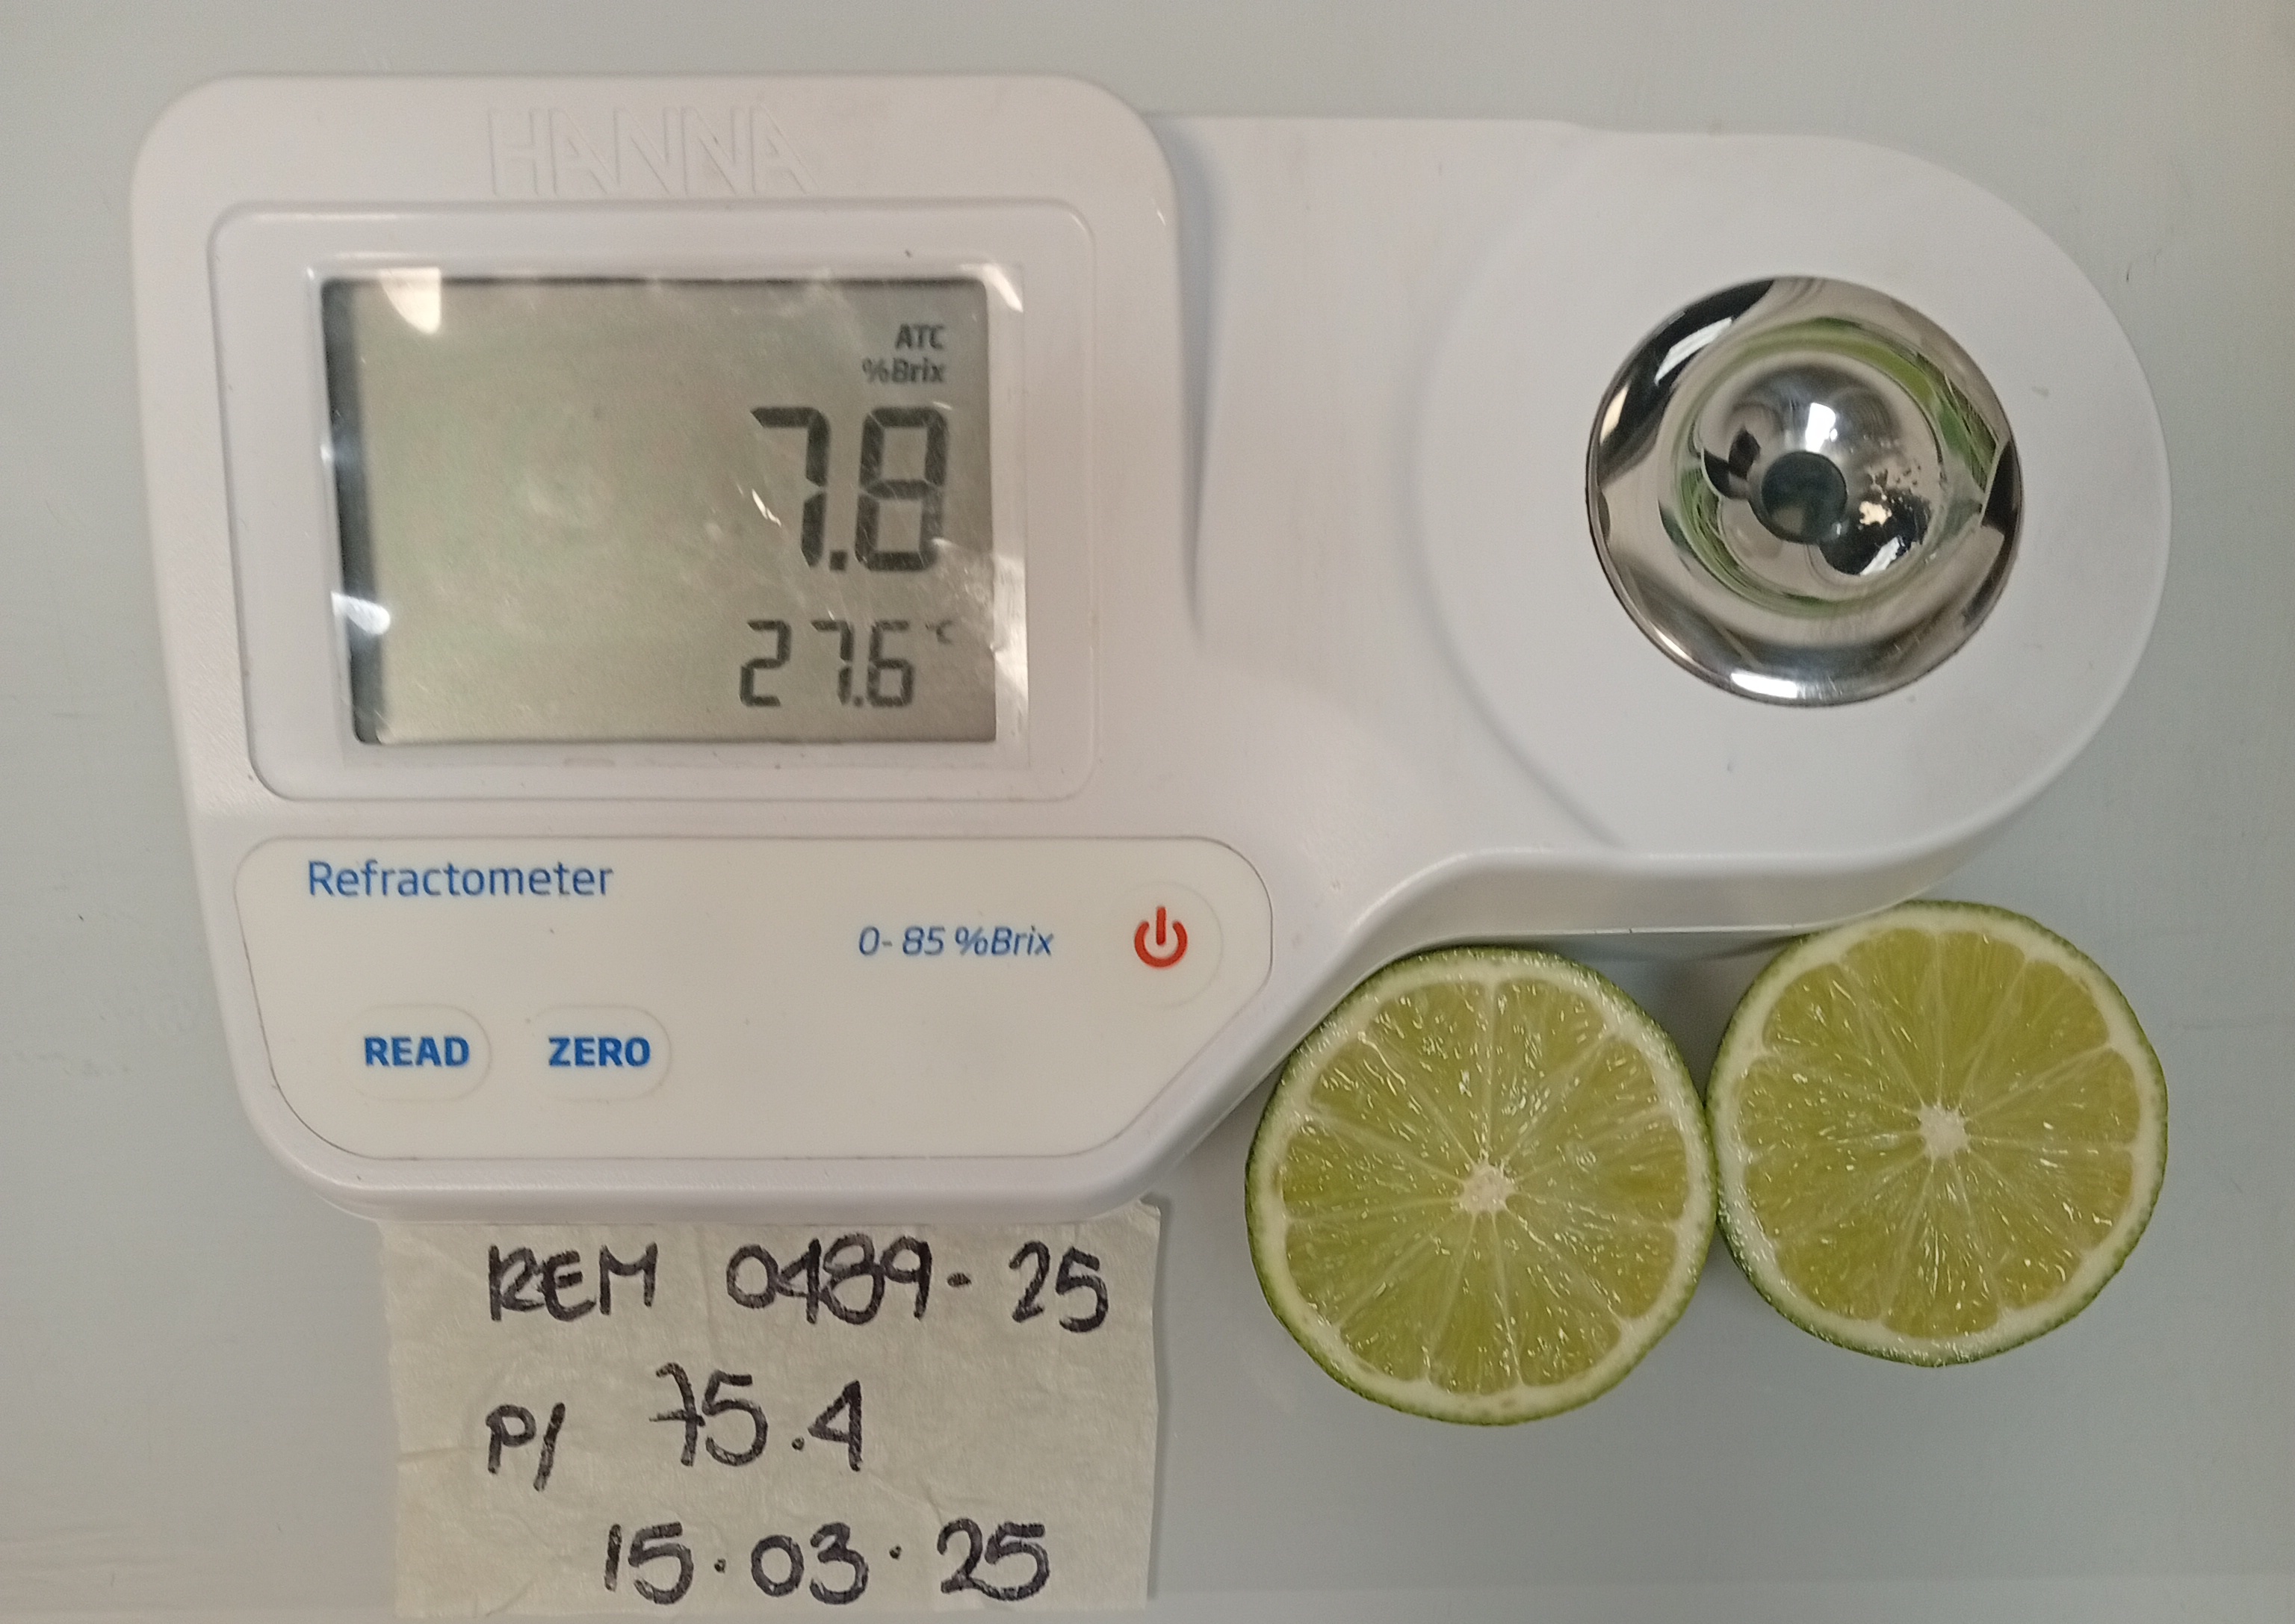 HANNA
ATC
%Brix
7.8
27.6 °C
Refractometer
0-85 %Brix
READ ZERO
REM 0489-25
P/ 75.4
15.03.25